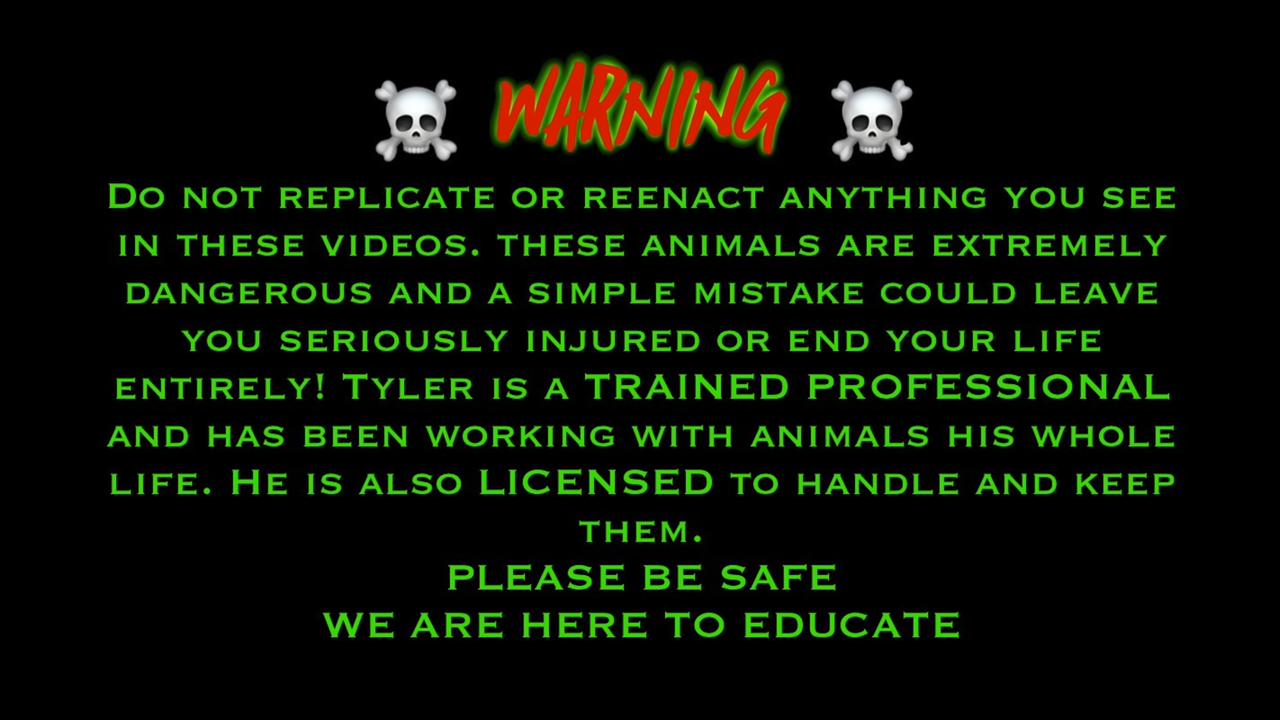 ☠️ WARNING ☠️
Do not replicate or reenact anything you see
in these videos. these animals are extremely
dangerous and a simple mistake could leave
you seriously injured or end your life
entirely! Tyler is a TRAINED PROFESSIONAL
and has been working with animals his whole
life. He is also LICENSED to handle and keep
them.
PLEASE BE SAFE
WE ARE HERE TO EDUCATE